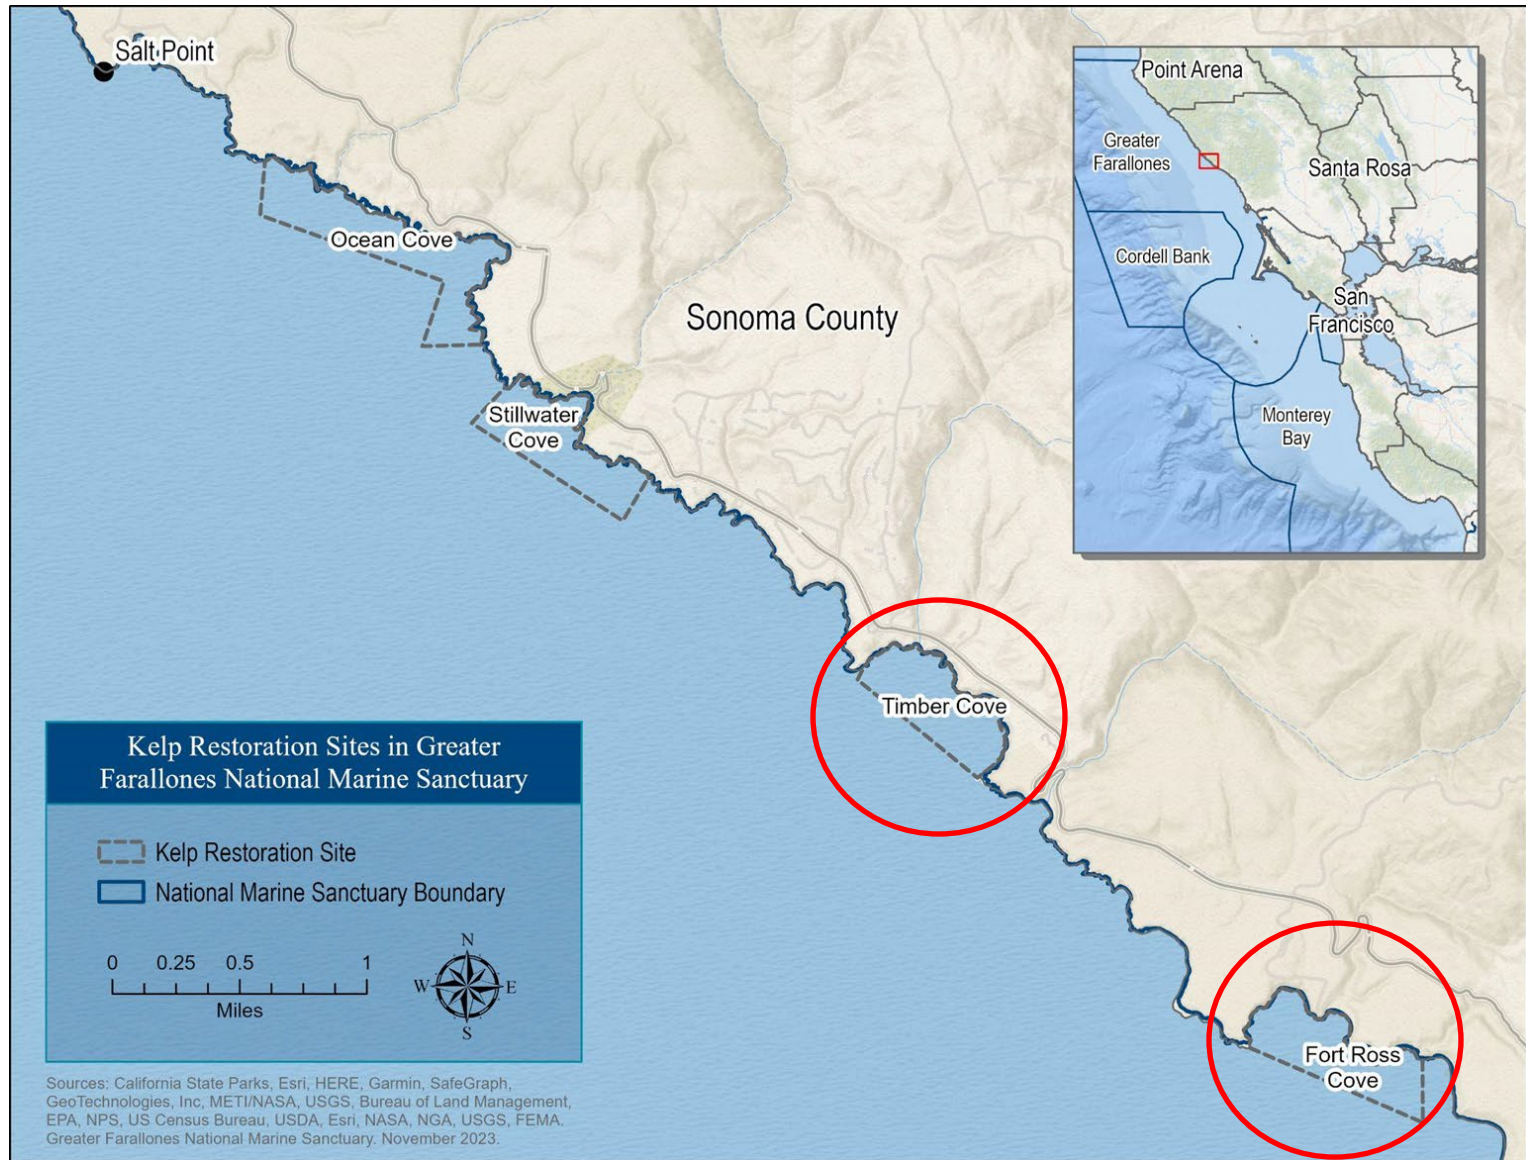 Salt Point
Ocean Cove
Stillwater
Cove
Sonoma County
Timber Cove
Fort Ross
Cove
Point Arena
Greater
Farallones
Santa Rosa
Cordell Bank
San
Francisco
Monterey
Bay
Kelp Restoration Sites in Greater
Farallones National Marine Sanctuary
Kelp Restoration Site
National Marine Sanctuary Boundary
0 0.25 0.5 1
Miles
N
W E
S
Sources: California State Parks, Esri, HERE, Garmin, SafeGraph,
GeoTechnologies, Inc, METI/NASA, USGS, Bureau of Land Management,
EPA, NPS, US Census Bureau, USDA, Esri, NASA, NGA, USGS, FEMA.
Greater Farallones National Marine Sanctuary. November 2023.